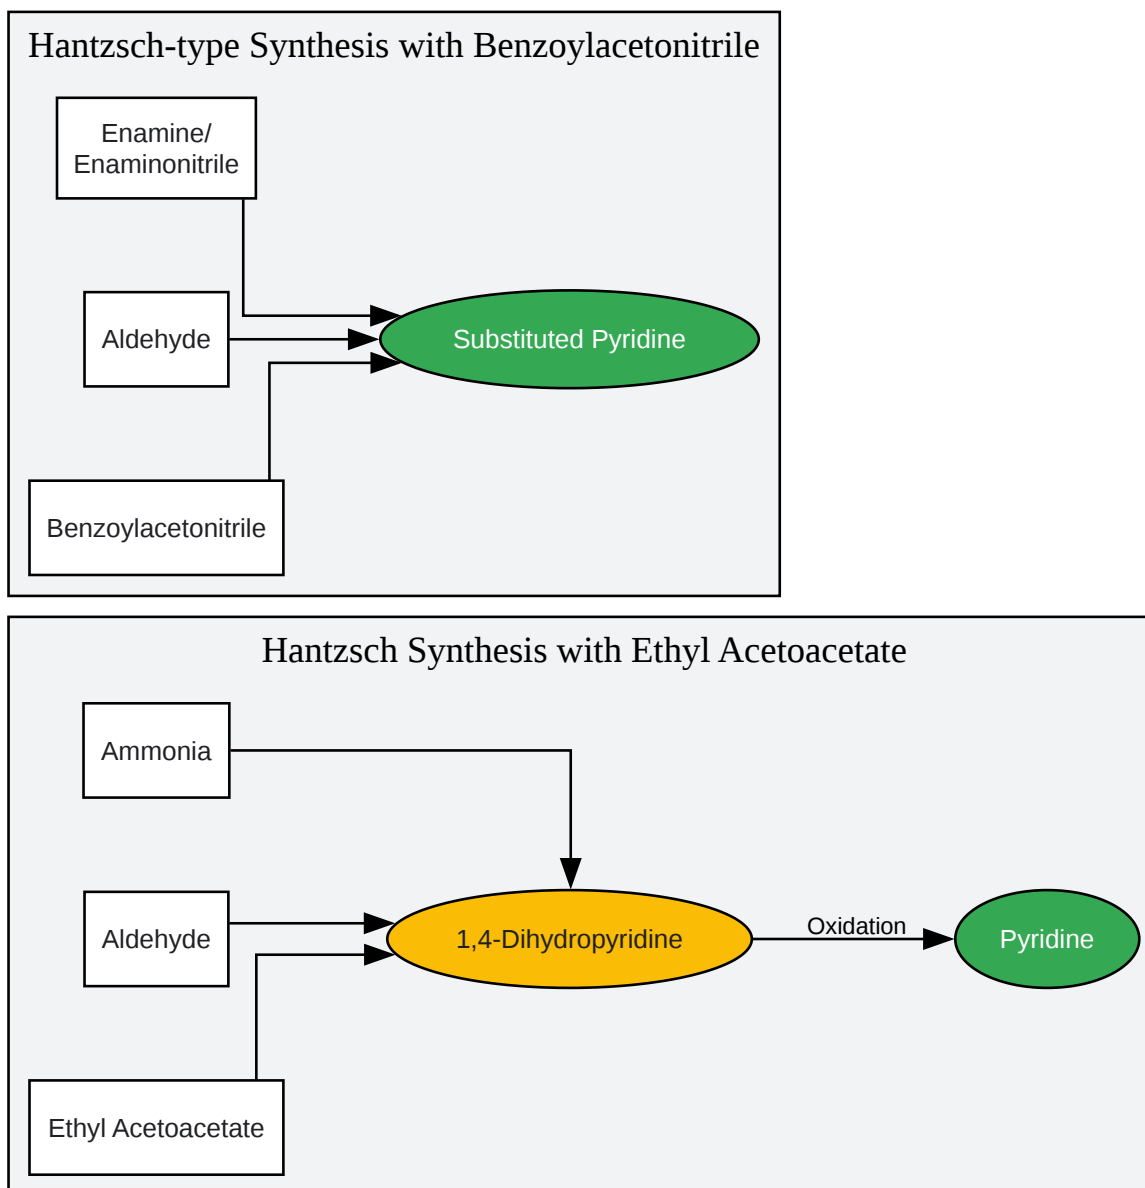 Hantzsch-type Synthesis with Benzoylacetonitrile
Enamine/
Enaminonitrile
Aldehyde
Substituted Pyridine
Benzoylacetonitrile
Hantzsch Synthesis with Ethyl Acetoacetate
Ammonia
Aldehyde
1,4-Dihydropyridine
Oxidation
Pyridine
Ethyl Acetoacetate